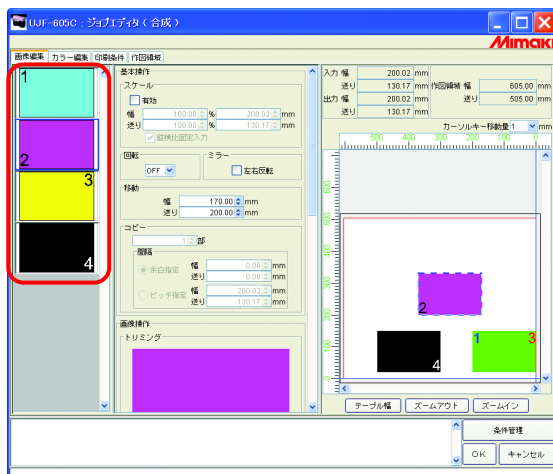 UJF-605C : ジョブエディタ ( 合成 )
Mimaki
画像編集 カラー編集 印刷条件 作図領域
1
2
3
4
基本操作
スケール
有効
幅 100.00 % 200.02 mm
送り 100.00 % 130.17 mm
縦横比固定入力
回転
OFF
ミラー
左右反転
移動
幅 170.00 mm
送り 200.00 mm
コピー
1 部
間隔
余白指定 幅 0.00 mm
送り 0.00 mm
ピッチ指定 幅 200.02 mm
送り 130.17 mm
画像操作
トリミング
入力 幅 200.02 mm
送り 130.17 mm
作図領域 幅 605.00 mm
送り 505.00 mm
出力 幅 200.02 mm
送り 130.17 mm
カーソルキー移動量 1 mm
500 400 300 200 100 0
2
4
1 3
テーブル幅 ズームアウト ズームイン
条件管理
OK キャンセル